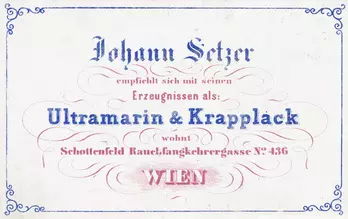 Johann Setzer
empfiehlt sich mit seinen
Erzeugnissen als:
Ultramarin & Krapplack
wohnt
Schottenfeld Rauchfangkehrergasse No. 436
WIEN